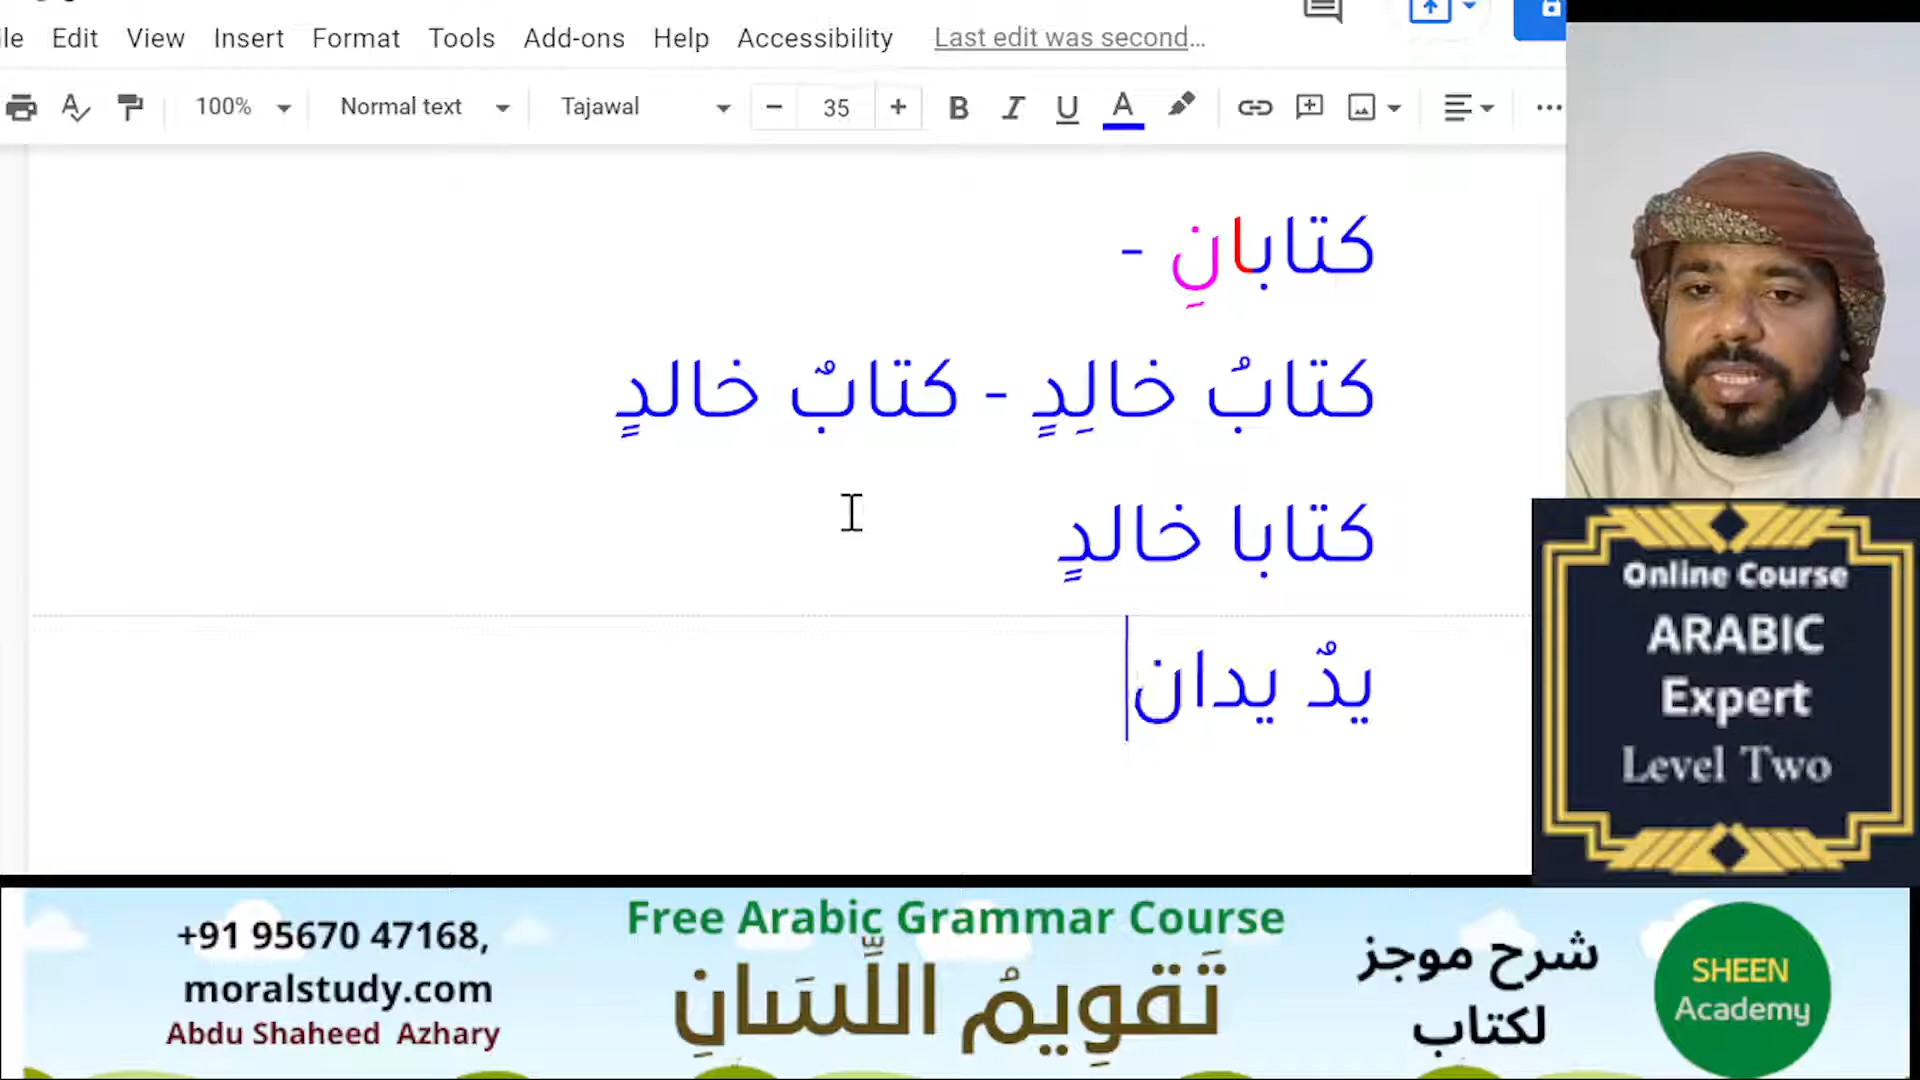 ile Edit View Insert Format Tools Add-ons Help Accessibility Last edit was second...
100% Normal text Tajawal − 35 + B I U A
كتابانِ -
كتابُ خالِدٍ - كتابٌ خالدٍ
كتابا خالدٍ
يدٌ يدان
Online Course
ARABIC
Expert
Level Two
+91 95670 47168,
moralstudy.com
Abdu Shaheed Azhary
Free Arabic Grammar Course
تَقوِيمُ اللِّسَانِ
شرح موجز
لكتاب
SHEEN
Academy